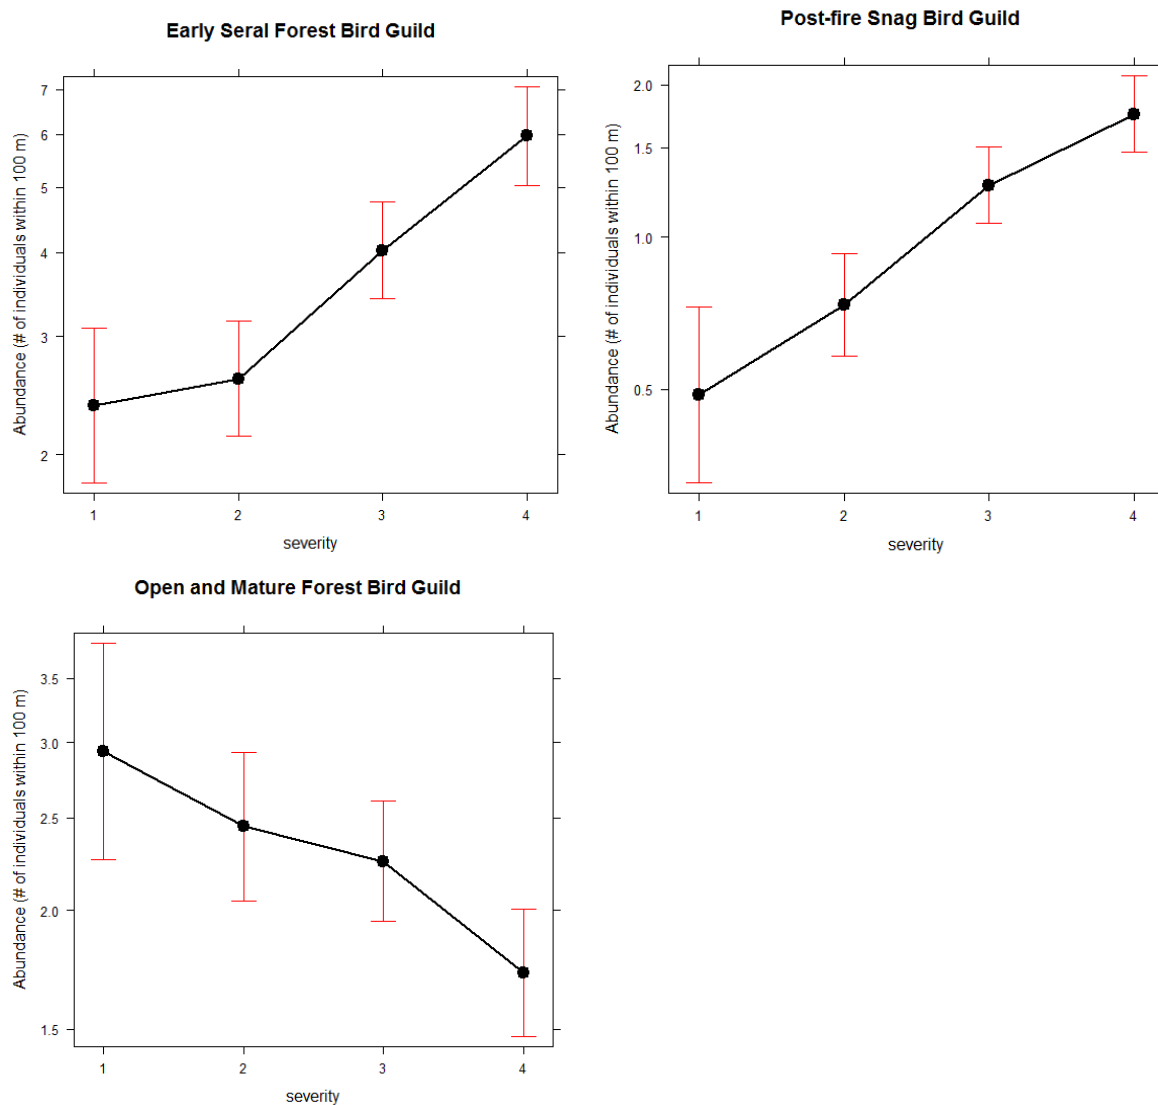 Early Seral Forest Bird Guild
Abundance (# of individuals within 100 m)
7
6
5
4
3
2
1 2 3 4
severity
Post-fire Snag Bird Guild
Abundance (# of individuals within 100 m)
2.0
1.5
1.0
0.5
1 2 3 4
severity
Open and Mature Forest Bird Guild
Abundance (# of individuals within 100 m)
3.5
3.0
2.5
2.0
1.5
1 2 3 4
severity